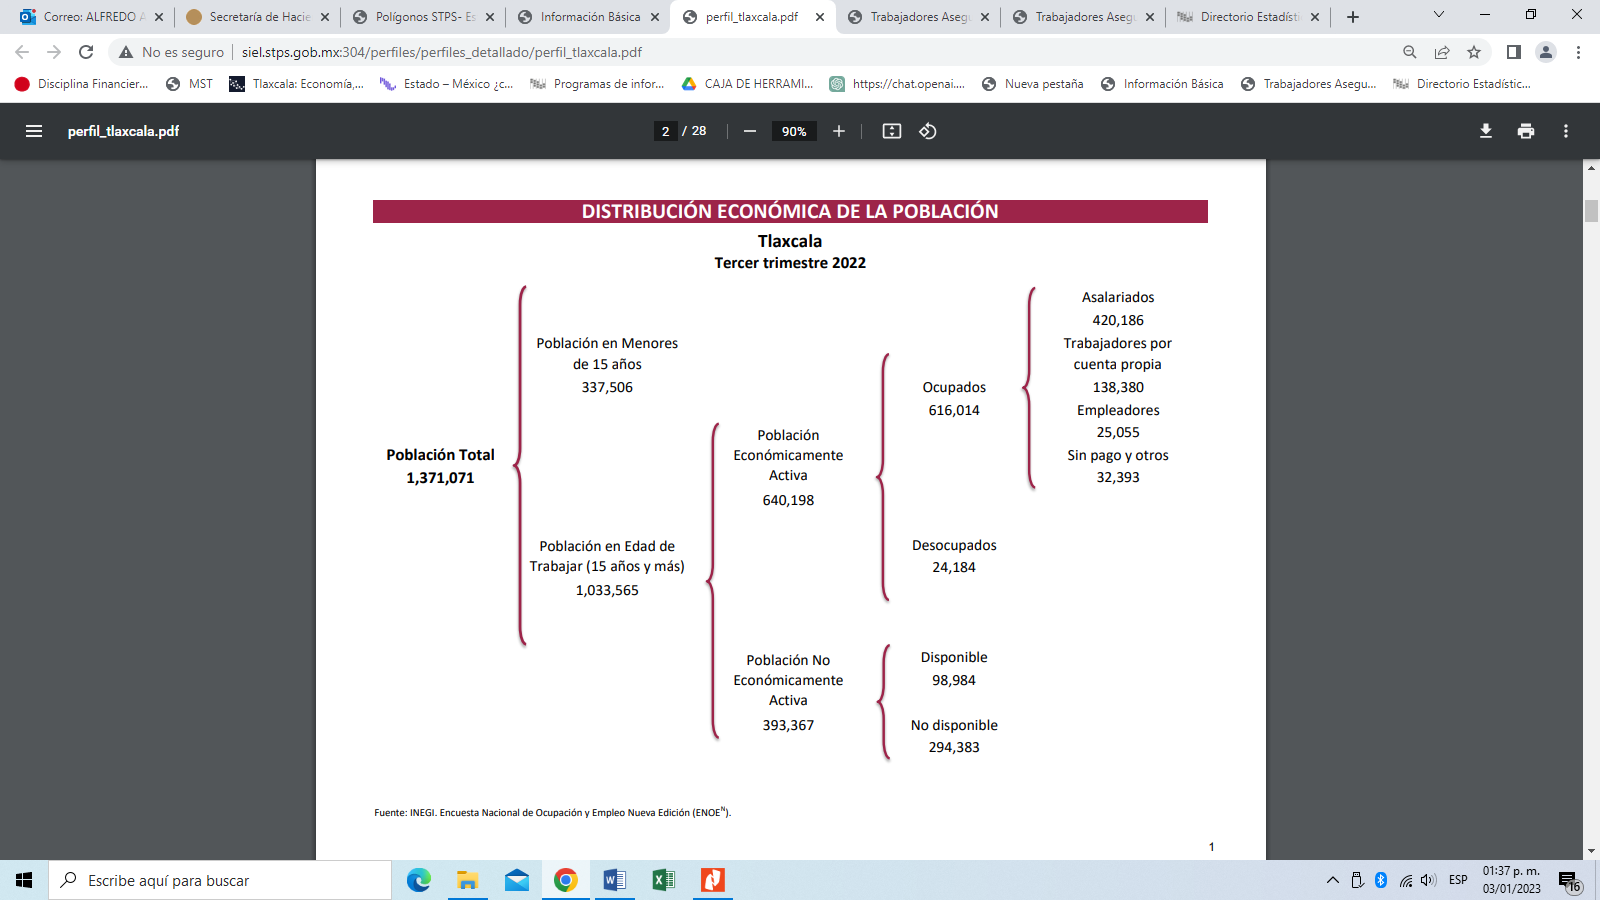 Correo: ALFREDO A
Secretaría de Hacie
Polígonos STPS- Es
Información Básica
perfil_tlaxcala.pdf
Trabajadores Asegu
Trabajadores Asegu
Directorio Estadísti
No es seguro
siel.stps.gob.mx:304/perfiles/perfiles_detallado/perfil_tlaxcala.pdf
Disciplina Financier...
MST
Tlaxcala: Economía,...
Estado – México ¿c...
Programas de infor...
CAJA DE HERRAMI...
https://chat.openai....
Nueva pestaña
Información Básica
Trabajadores Asegu...
Directorio Estadístic...
perfil_tlaxcala.pdf
2 / 28
90%
DISTRIBUCIÓN ECONÓMICA DE LA POBLACIÓN
Tlaxcala
Tercer trimestre 2022
Población Total
1,371,071
Población en Menores
de 15 años
337,506
Población en Edad de
Trabajar (15 años y más)
1,033,565
Población
Económicamente
Activa
640,198
Población No
Económicamente
Activa
393,367
Ocupados
616,014
Desocupados
24,184
Disponible
98,984
No disponible
294,383
Asalariados
420,186
Trabajadores por
cuenta propia
138,380
Empleadores
25,055
Sin pago y otros
32,393
Fuente: INEGI. Encuesta Nacional de Ocupación y Empleo Nueva Edición (ENOEᴺ).
1
Escribe aquí para buscar
ESP
01:37 p. m.
03/01/2023
16